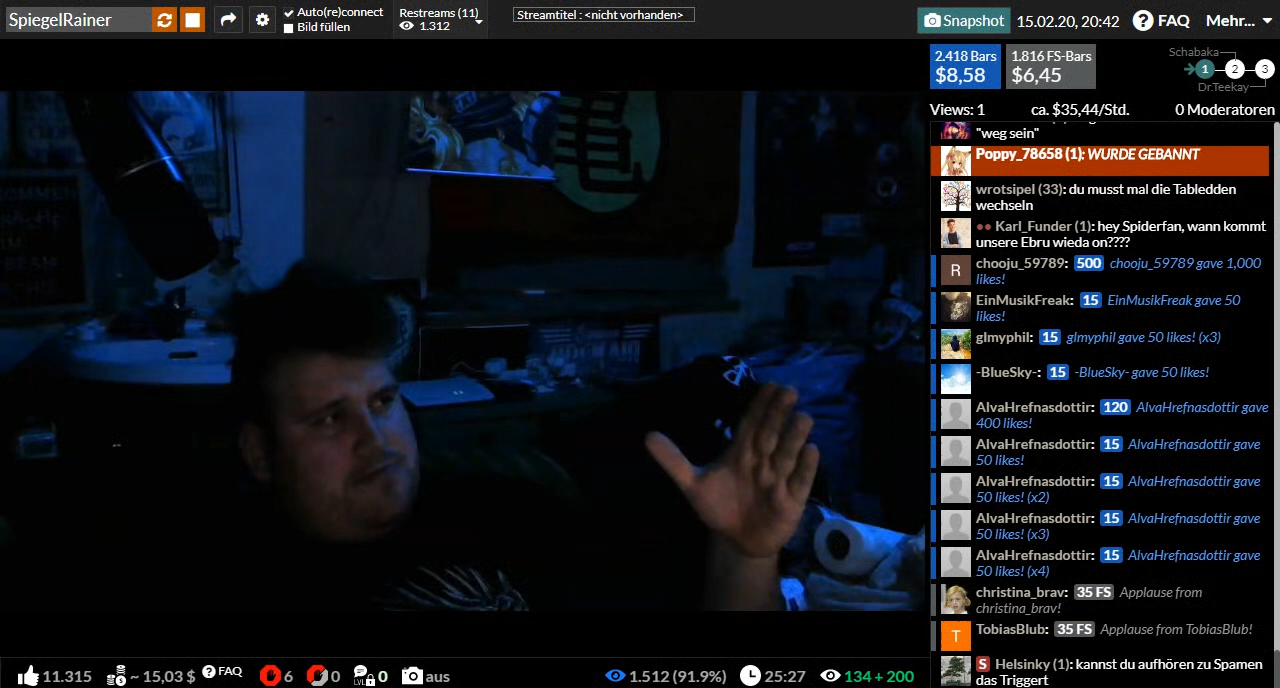 SpiegelRainer
Auto(re)connect
Bild füllen
Restreams (11)
1.312
Streamtitel : <nicht vorhanden>
Snapshot
15.02.20, 20:42
FAQ
Mehr...
2.418 Bars
$8,58
1.816 FS-Bars
$6,45
Schabaka
1 2 3
Dr.Teekay
Views: 1
ca. $35,44/Std.
0 Moderatoren
"weg sein"
Poppy_78658 (1): WURDE GEBANNT
wrotsipel (33): du musst mal die Tabledden
wechseln
Karl_Funder (1): hey Spiderfan, wann kommt
unsere Ebru wieda on????
R
chooju_59789: 500 chooju_59789 gave 1,000
likes!
EinMusikFreak: 15 EinMusikFreak gave 50
likes!
glmyphil: 15 glmyphil gave 50 likes! (x3)
-BlueSky-: 15 -BlueSky- gave 50 likes!
AlvaHrefnasdottir: 120 AlvaHrefnasdottir gave
400 likes!
AlvaHrefnasdottir: 15 AlvaHrefnasdottir gave
50 likes!
AlvaHrefnasdottir: 15 AlvaHrefnasdottir gave
50 likes! (x2)
AlvaHrefnasdottir: 15 AlvaHrefnasdottir gave
50 likes! (x3)
AlvaHrefnasdottir: 15 AlvaHrefnasdottir gave
50 likes! (x4)
christina_brav: 35 FS Applause from
christina_brav!
T
TobiasBlub: 35 FS Applause from TobiasBlub!
S Helsinky (1): kannst du aufhören zu Spamen
das Triggert
11.315
~ 15,03 $
FAQ
6
0
LVL
0
aus
1.512 (91.9%)
25:27
134 + 200